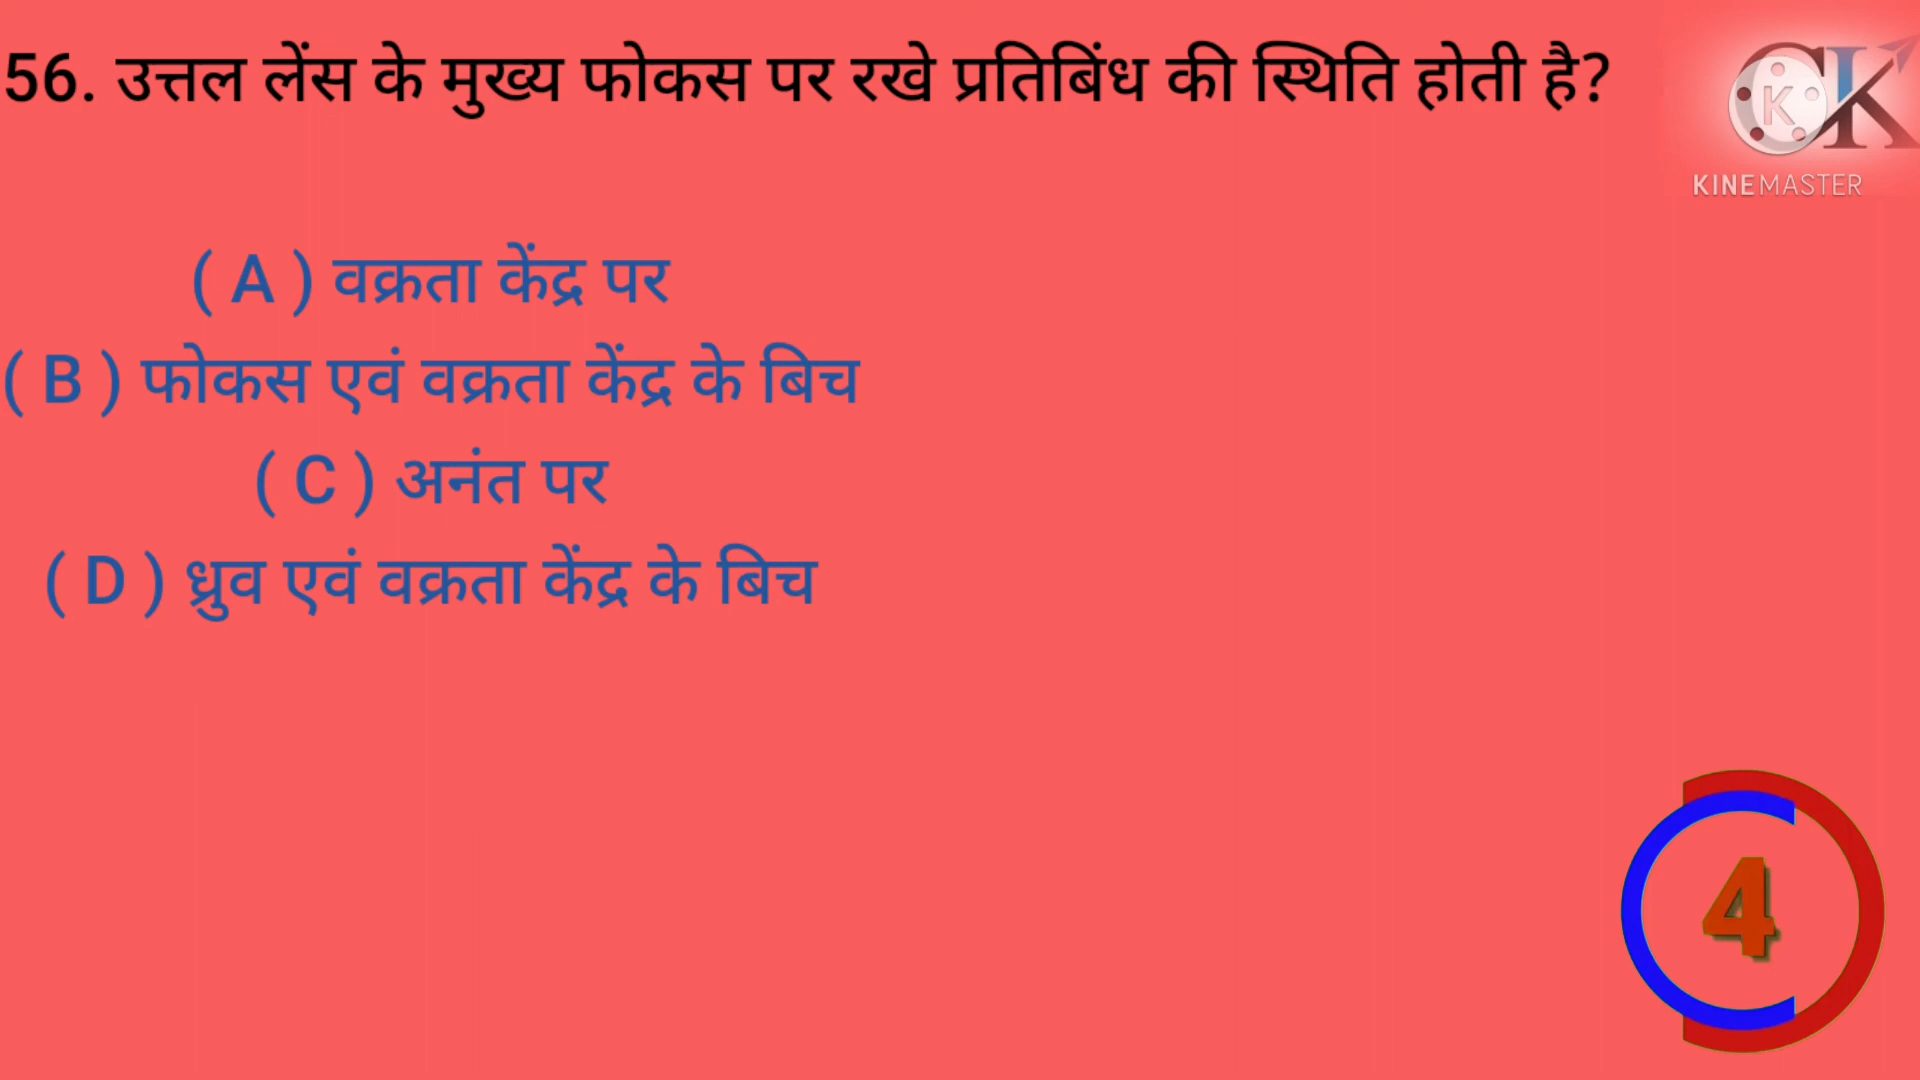 56. उत्तल लेंस के मुख्य फोकस पर रखे प्रतिबिंध की स्थिति होती है?
K
CK
KINEMASTER
( A ) वक्रता केंद्र पर
( B ) फोकस एवं वक्रता केंद्र के बिच
( C ) अनंत पर
( D ) ध्रुव एवं वक्रता केंद्र के बिच
4